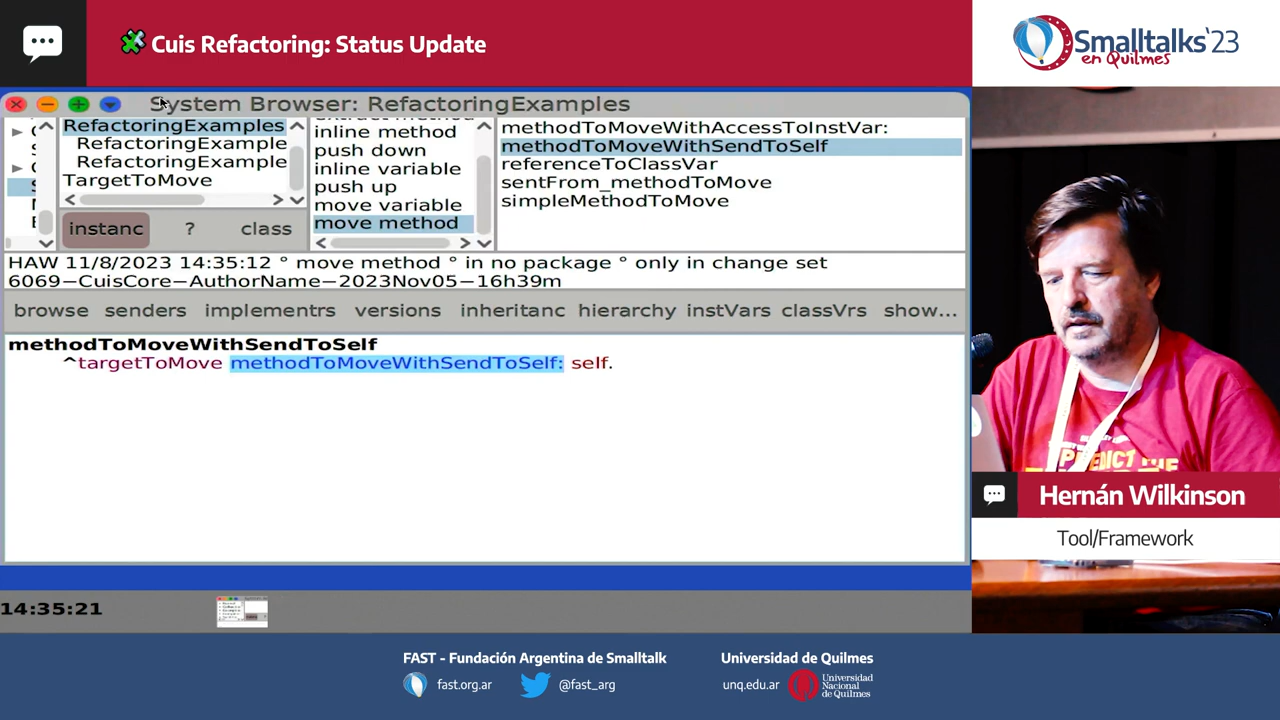 Cuis Refactoring: Status Update
Smalltalks'23
en Quilmes
System Browser: RefactoringExamples
RefactoringExamples
RefactoringExample
RefactoringExample
TargetToMove
instanc ? class
inline method
push down
inline variable
push up
move variable
move method
methodToMoveWithAccessToInstVar:
methodToMoveWithSendToSelf
referenceToClassVar
sentFrom_methodToMove
simpleMethodToMove
HAW 11/8/2023 14:35:12 ° move method ° in no package ° only in change set
6069-CuisCore-AuthorName-2023Nov05-16h39m
browse senders implementrs versions inheritanc hierarchy instVars classVrs show...
methodToMoveWithSendToSelf
^targetToMove methodToMoveWithSendToSelf: self.
14:35:21
PREDICT THE
Hernán Wilkinson
Tool/Framework
FAST - Fundación Argentina de Smalltalk
fast.org.ar @fast_arg
Universidad de Quilmes
unq.edu.ar
Universidad
Nacional
de Quilmes